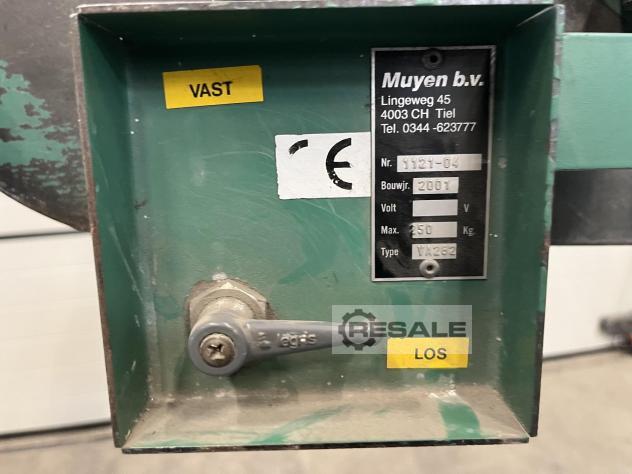 VAST
Muyen b.v.
Lingeweg 45
4003 CH Tiel
Tel. 0344 -623777
CE
Nr. 1121-04
Bouwjr. 2001
Volt V
Max. 250 Kg.
Type VX282
legris
RESALE
LOS